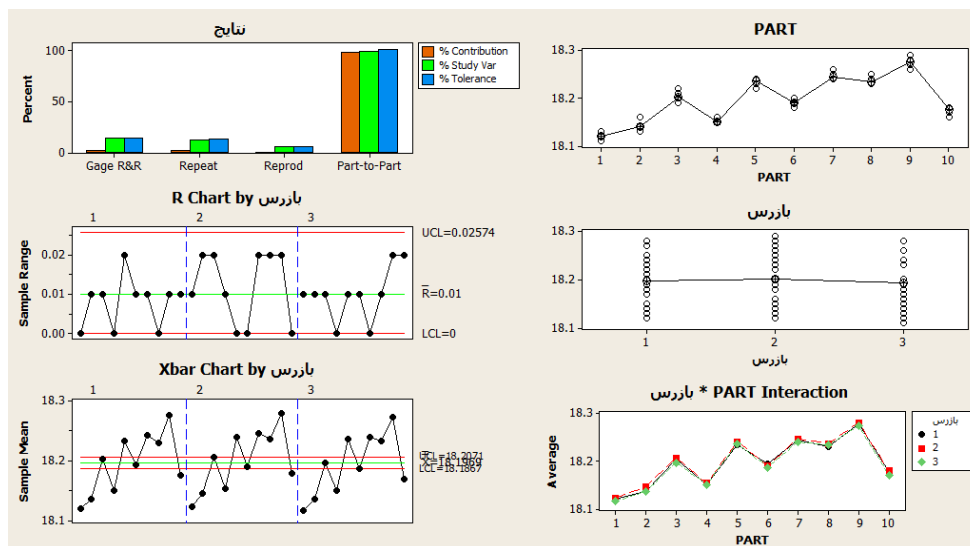 نتایج
Percent
100
50
0
Gage R&R Repeat Reprod Part-to-Part
% Contribution
% Study Var
% Tolerance
R Chart by بازرس
1 2 3
Sample Range
0.02
0.01
0.00
UCL=0.02574
R=0.01
LCL=0
Xbar Chart by بازرس
1 2 3
Sample Mean
18.3
18.2
18.1
UCL=18.2071
X=18.1969
LCL=18.1867
PART
18.3
18.2
18.1
1 2 3 4 5 6 7 8 9 10
PART
بازرس
18.3
18.2
18.1
1 2 3
بازرس
بازرس * PART Interaction
Average
18.3
18.2
18.1
1 2 3 4 5 6 7 8 9 10
PART
بازرس
1
2
3